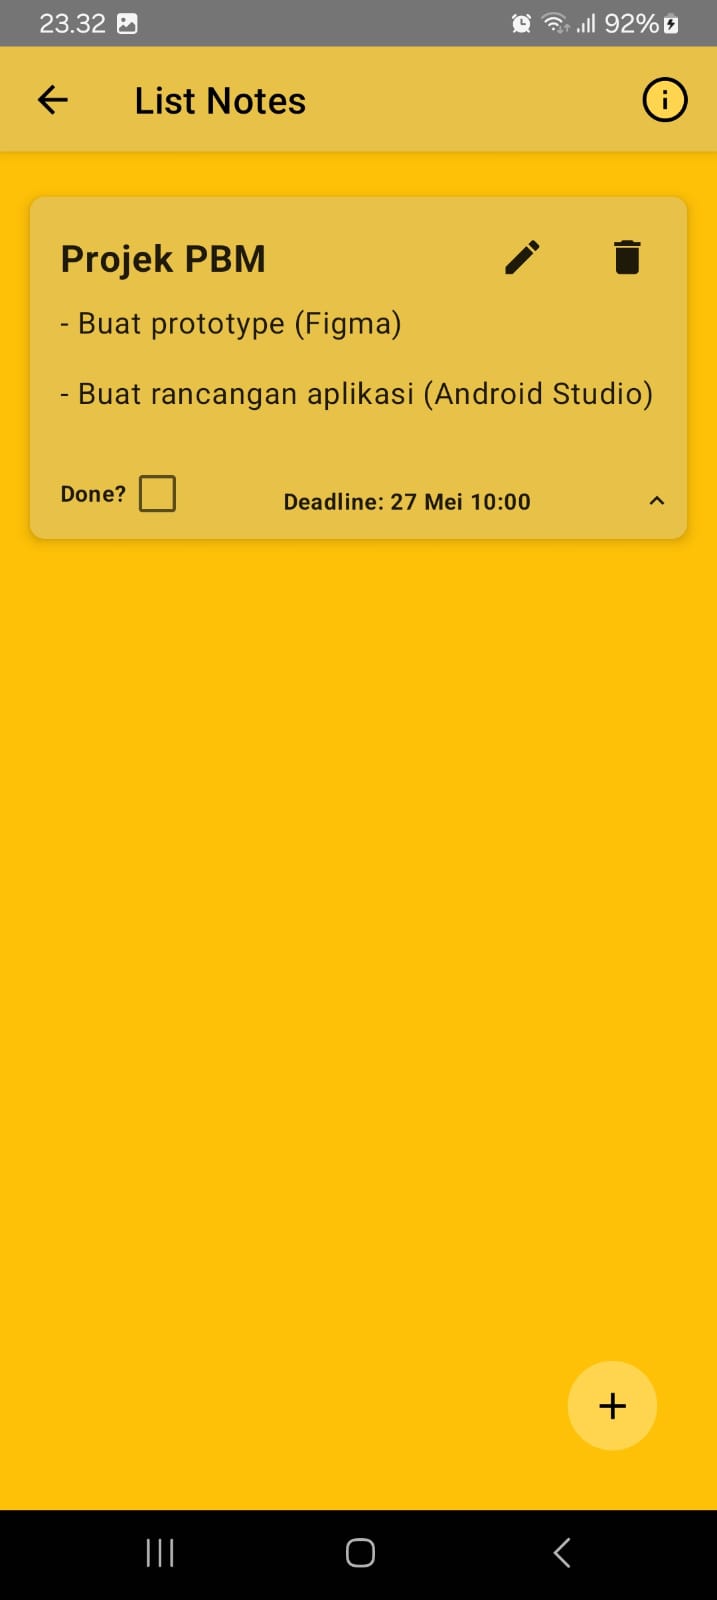 23.32 92%
List Notes
Projek PBM
- Buat prototype (Figma)
- Buat rancangan aplikasi (Android Studio)
Done? Deadline: 27 Mei 10:00